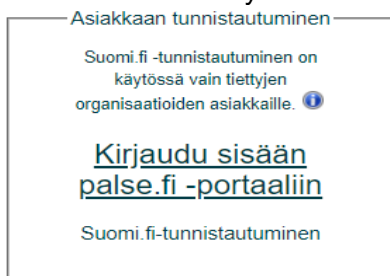 Asiakkaan tunnistautuminen
Suomi.fi -tunnistautuminen on
käytössä vain tiettyjen
organisaatioiden asiakkaille.
Kirjaudu sisään
palse.fi -portaaliin
Suomi.fi-tunnistautuminen